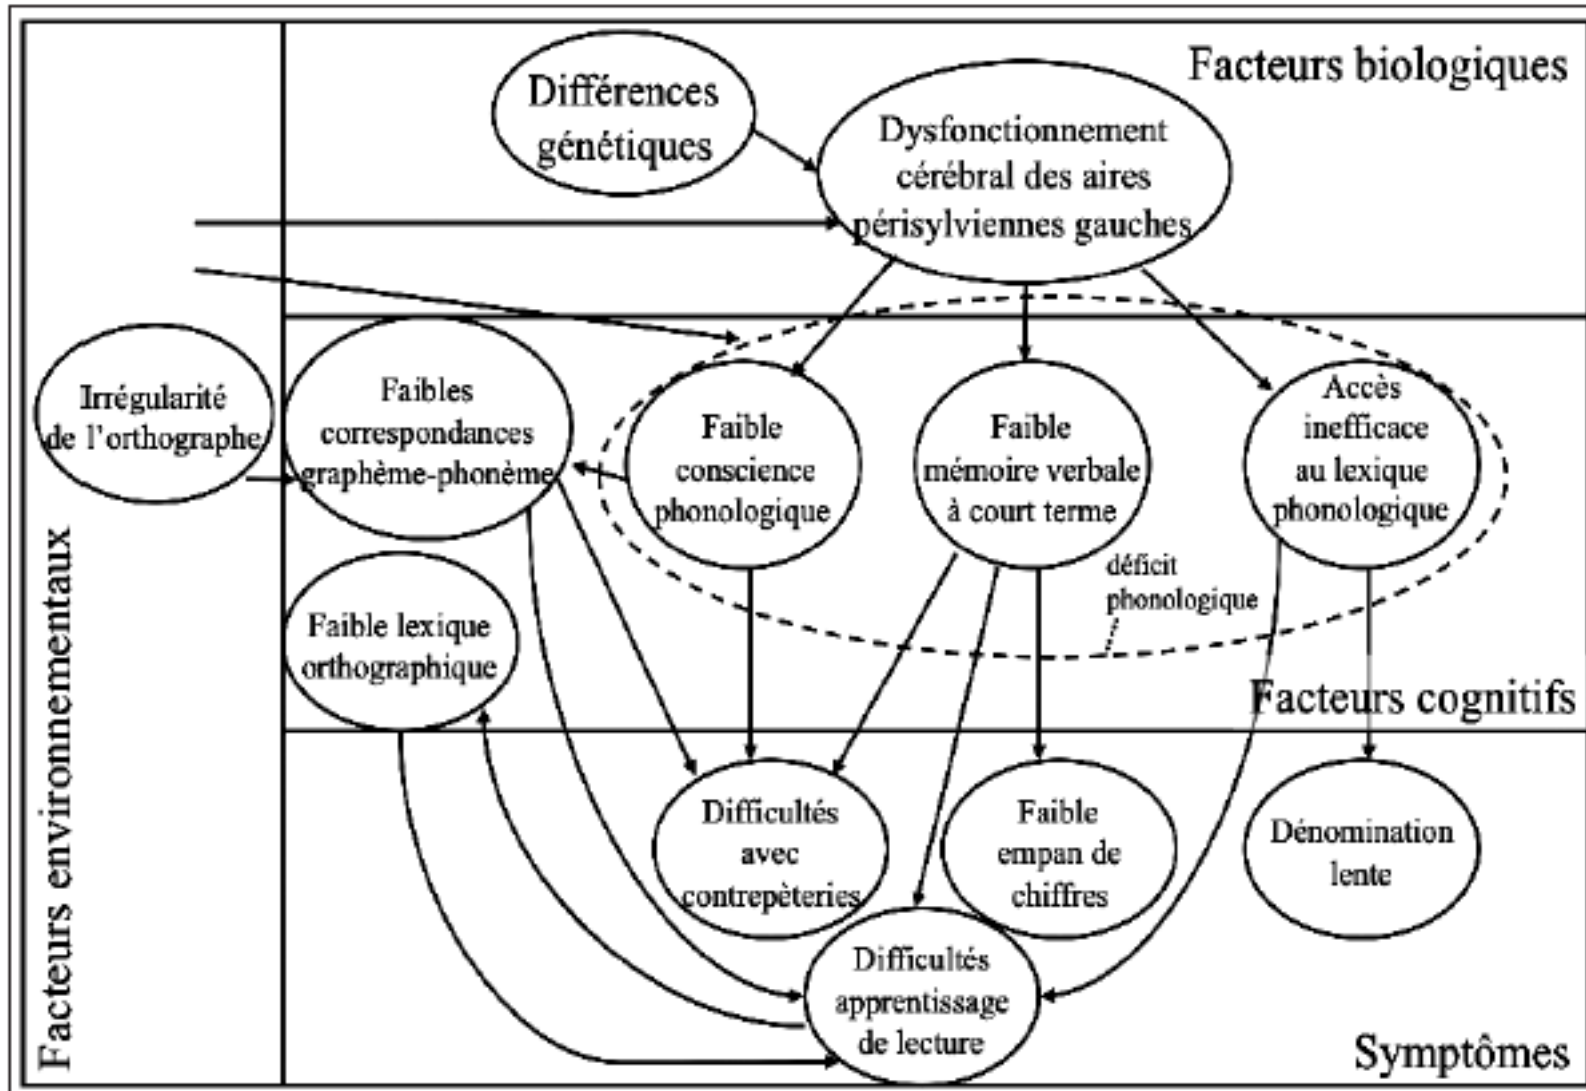 Facteurs biologiques
Différences
génétiques
Dysfonctionnement
cérébral des aires
périsylviennes gauches
Irrégularité
de l'orthographe
Faibles
correspondances
graphème-phonème
Faible
conscience
phonologique
Faible
mémoire verbale
à court terme
Accès
inefficace
au lexique
phonologique
déficit
phonologique
Faible lexique
orthographique
Facteurs cognitifs
Facteurs environnementaux
Difficultés
avec
contrepèteries
Faible
empan de
chiffres
Dénomination
lente
Difficultés
apprentissage
de lecture
Symptômes